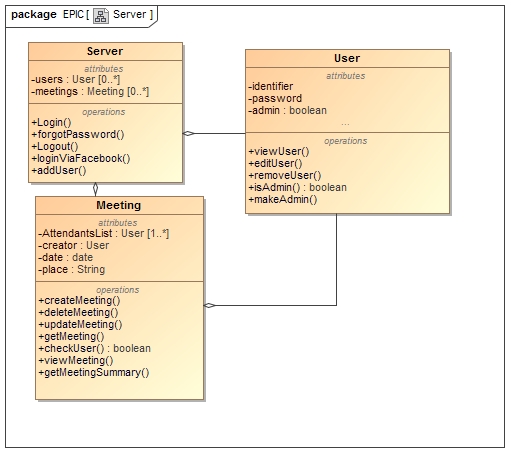 package EPIC [ Server ]
Server
attributes
-users : User [0..*]
-meetings : Meeting [0..*]
operations
+Login()
+forgotPassword()
+Logout()
+loginViaFacebook()
+addUser()
User
attributes
-identifier
-password
-admin : boolean
...
operations
+viewUser()
+editUser()
+removeUser()
+isAdmin() : boolean
+makeAdmin()
Meeting
attributes
-AttendantsList : User [1..*]
-creator : User
-date : date
-place : String
operations
+createMeeting()
+deleteMeeting()
+updateMeeting()
+getMeeting()
+checkUser() : boolean
+viewMeeting()
+getMeetingSummary()